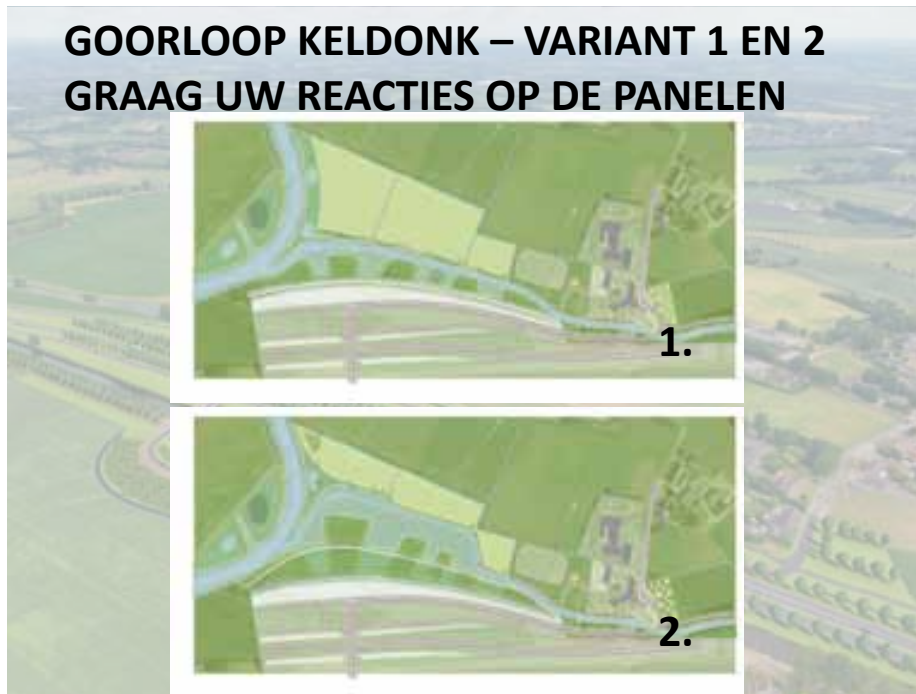 GOORLOOP KELDONK – VARIANT 1 EN 2
GRAAG UW REACTIES OP DE PANELEN
1.
2.